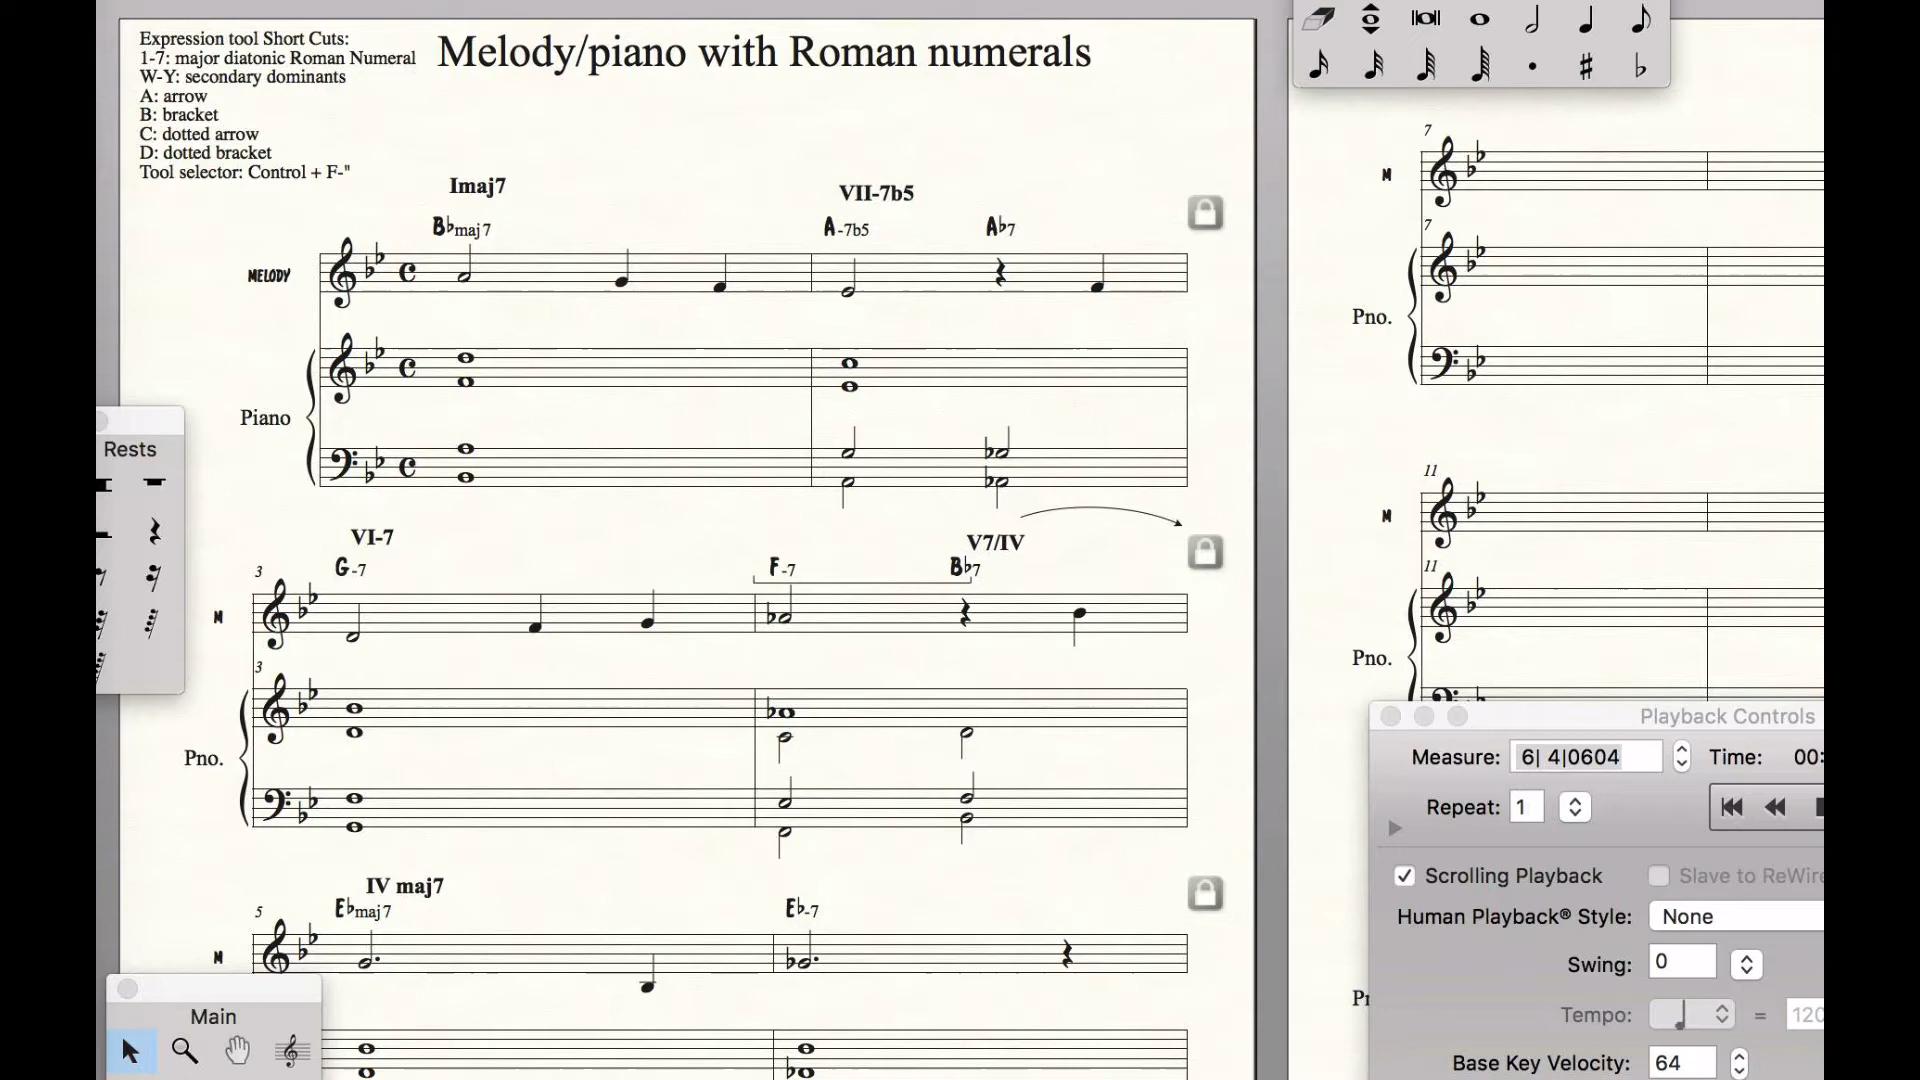 Expression tool Short Cuts:
1-7: major diatonic Roman Numeral
W-Y: secondary dominants
A: arrow
B: bracket
C: dotted arrow
D: dotted bracket
Tool selector: Control + F-"
Melody/piano with Roman numerals
Imaj7
VII-7b5
B♭maj7
A-7b5
A♭7
MELODY
Piano
Rests
VI-7
V7/IV
3
G-7
F-7
B♭7
M
3
Pno.
IV maj7
5
E♭maj7
E♭-7
M
Main
7
M
7
Pno.
11
M
11
Pno.
Playback Controls
Measure: 6| 4|0604 Time: 00:
Repeat: 1
Scrolling Playback Slave to ReWire
Human Playback® Style: None
Swing: 0
Tempo: = 120
Base Key Velocity: 64